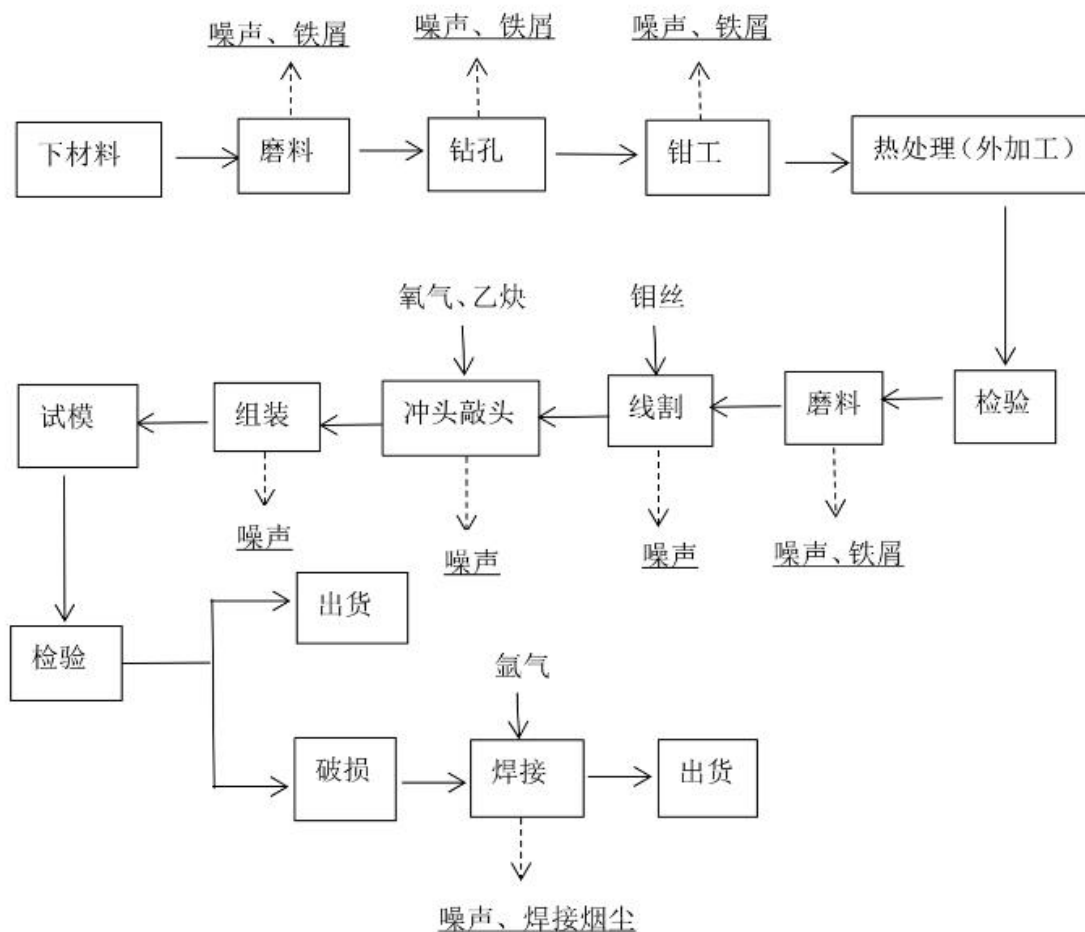 噪声、铁屑
噪声、铁屑
噪声、铁屑
下材料
磨料
钻孔
钳工
热处理（外加工）
氧气、乙炔
钼丝
试模
组装
冲头敲头
线割
磨料
检验
噪声
噪声
噪声
噪声、铁屑
出货
检验
氩气
破损
焊接
出货
噪声、焊接烟尘